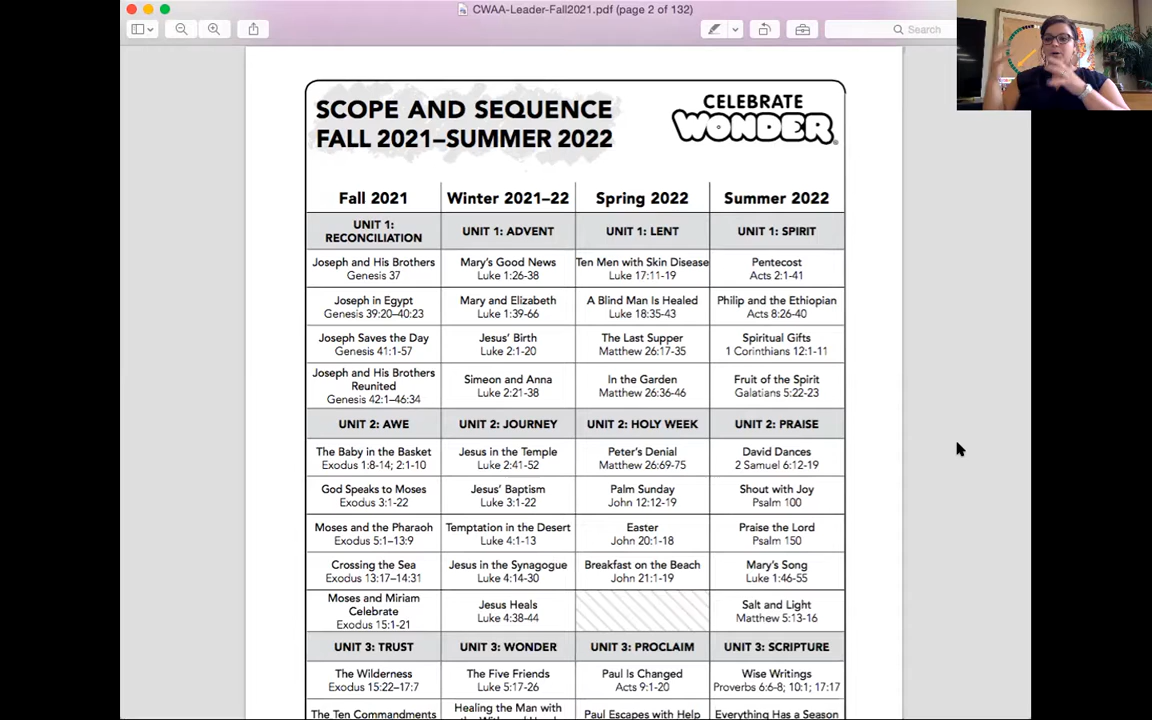 CWAA-Leader-Fall2021.pdf (page 2 of 132)
Search
SCOPE AND SEQUENCE
FALL 2021–SUMMER 2022
CELEBRATE
WONDER
Fall 2021
Winter 2021–22
Spring 2022
Summer 2022
UNIT 1:
RECONCILIATION
UNIT 1: ADVENT
UNIT 1: LENT
UNIT 1: SPIRIT
Joseph and His Brothers
Genesis 37
Mary's Good News
Luke 1:26-38
Ten Men with Skin Disease
Luke 17:11-19
Pentecost
Acts 2:1-41
Joseph in Egypt
Genesis 39:20–40:23
Mary and Elizabeth
Luke 1:39-66
A Blind Man Is Healed
Luke 18:35-43
Philip and the Ethiopian
Acts 8:26-40
Joseph Saves the Day
Genesis 41:1-57
Jesus' Birth
Luke 2:1-20
The Last Supper
Matthew 26:17-35
Spiritual Gifts
1 Corinthians 12:1-11
Joseph and His Brothers
Reunited
Genesis 42:1–46:34
Simeon and Anna
Luke 2:21-38
In the Garden
Matthew 26:36-46
Fruit of the Spirit
Galatians 5:22-23
UNIT 2: AWE
UNIT 2: JOURNEY
UNIT 2: HOLY WEEK
UNIT 2: PRAISE
The Baby in the Basket
Exodus 1:8-14; 2:1-10
Jesus in the Temple
Luke 2:41-52
Peter's Denial
Matthew 26:69-75
David Dances
2 Samuel 6:12-19
God Speaks to Moses
Exodus 3:1-22
Jesus' Baptism
Luke 3:1-22
Palm Sunday
John 12:12-19
Shout with Joy
Psalm 100
Moses and the Pharaoh
Exodus 5:1–13:9
Temptation in the Desert
Luke 4:1-13
Easter
John 20:1-18
Praise the Lord
Psalm 150
Crossing the Sea
Exodus 13:17–14:31
Jesus in the Synagogue
Luke 4:14-30
Breakfast on the Beach
John 21:1-19
Mary's Song
Luke 1:46-55
Moses and Miriam
Celebrate
Exodus 15:1-21
Jesus Heals
Luke 4:38-44
Salt and Light
Matthew 5:13-16
UNIT 3: TRUST
UNIT 3: WONDER
UNIT 3: PROCLAIM
UNIT 3: SCRIPTURE
The Wilderness
Exodus 15:22–17:7
The Five Friends
Luke 5:17-26
Paul Is Changed
Acts 9:1-20
Wise Writings
Proverbs 6:6-8; 10:1; 17:17
The Ten Commandments
Healing the Man with
Paul Escapes with Help
Everything Has a Season